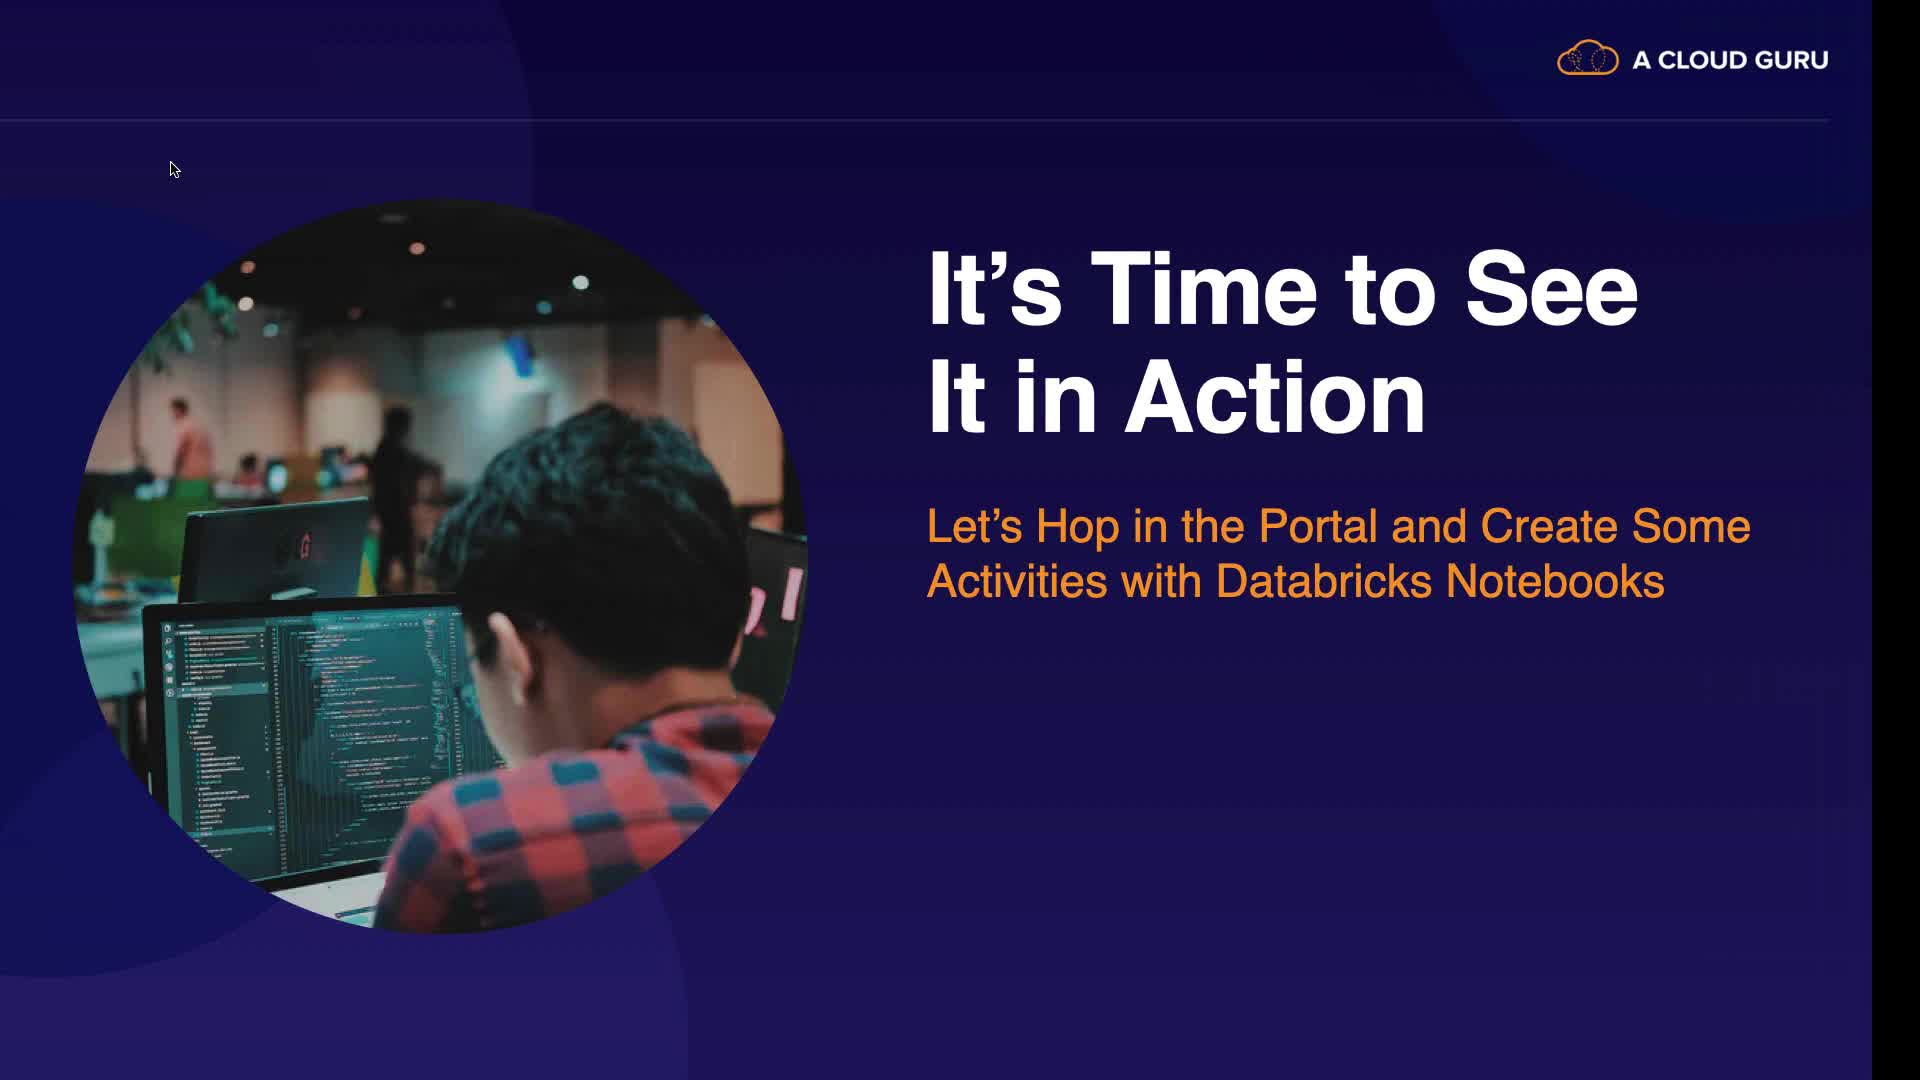 A CLOUD GURU
It’s Time to See
It in Action
Let’s Hop in the Portal and Create Some
Activities with Databricks Notebooks